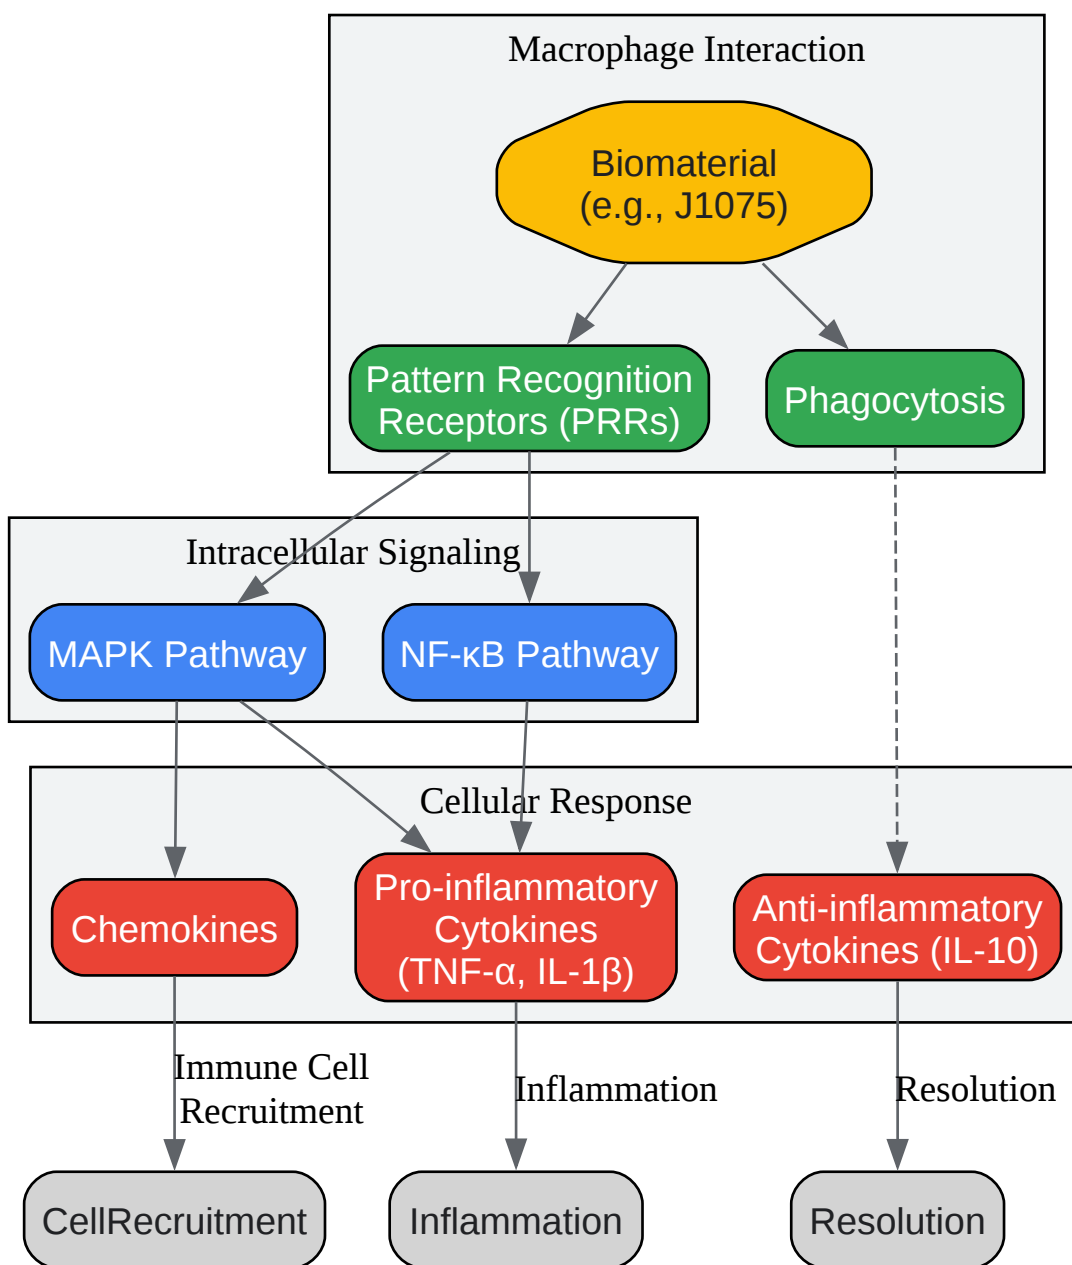 Macrophage Interaction
Biomaterial
(e.g., J1075)
Pattern Recognition
Receptors (PRRs)
Phagocytosis
Intracellular Signaling
MAPK Pathway
NF-κB Pathway
Cellular Response
Chemokines
Pro-inflammatory
Cytokines
(TNF-α, IL-1β)
Anti-inflammatory
Cytokines (IL-10)
Immune Cell
Recruitment
Inflammation
Resolution
CellRecruitment
Inflammation
Resolution